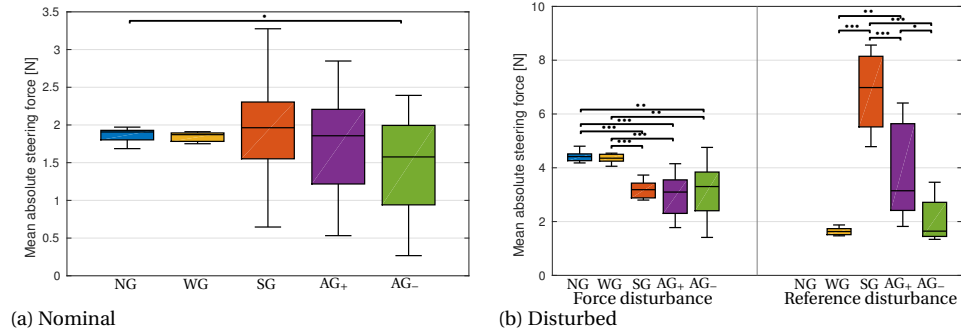 Mean absolute steering force [N]
3.5
3
2.5
2
1.5
1
0.5
0
NG WG SG AG+ AG−
(a) Nominal
Mean absolute steering force [N]
10
8
6
4
2
0
NG WG SG AG+ AG− WG SG AG+ AG−
Force disturbance Reference disturbance
(b) Disturbed